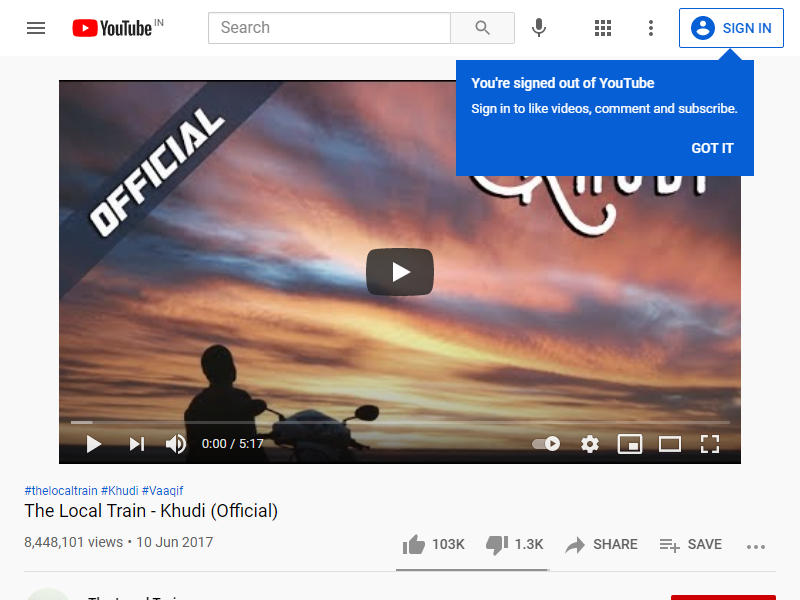 YouTube IN
Search
SIGN IN
You're signed out of YouTube
Sign in to like videos, comment and subscribe.
GOT IT
OFFICIAL
0:00 / 5:17
#thelocaltrain #Khudi #Vaaqif
The Local Train - Khudi (Official)
8,448,101 views • 10 Jun 2017
103K
1.3K
SHARE
SAVE